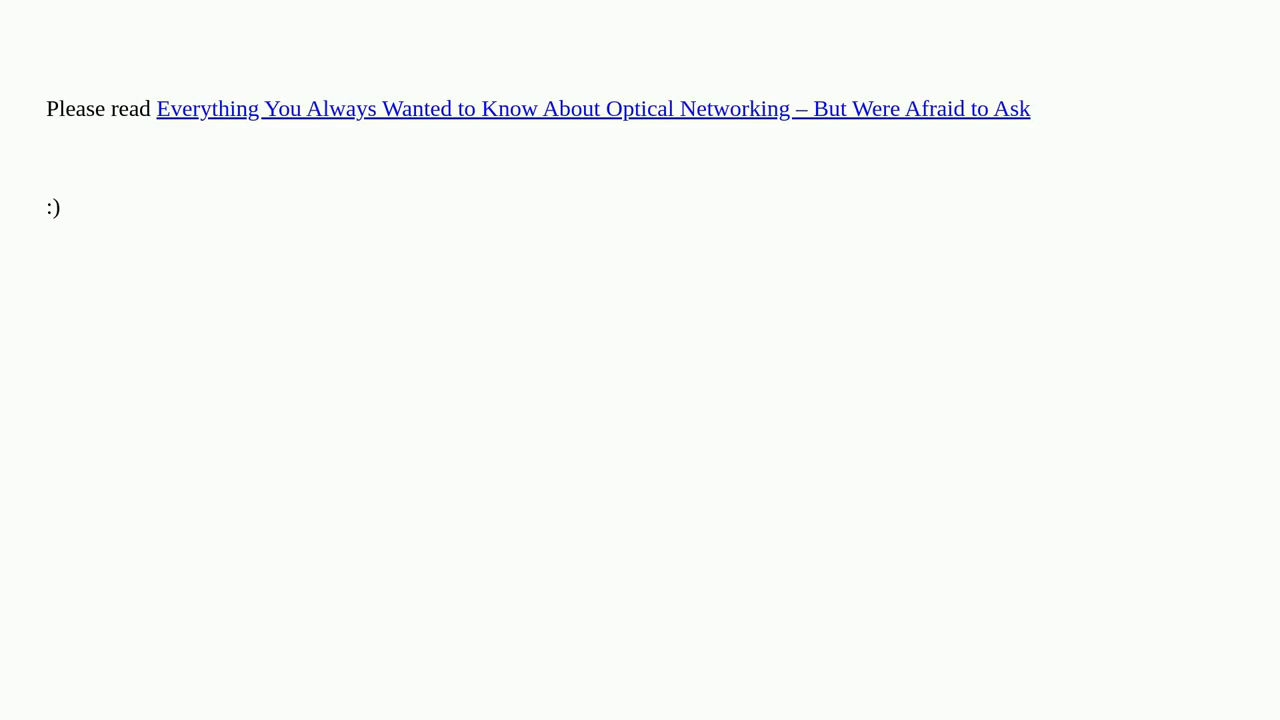 Please read Everything You Always Wanted to Know About Optical Networking – But Were Afraid to Ask
:)